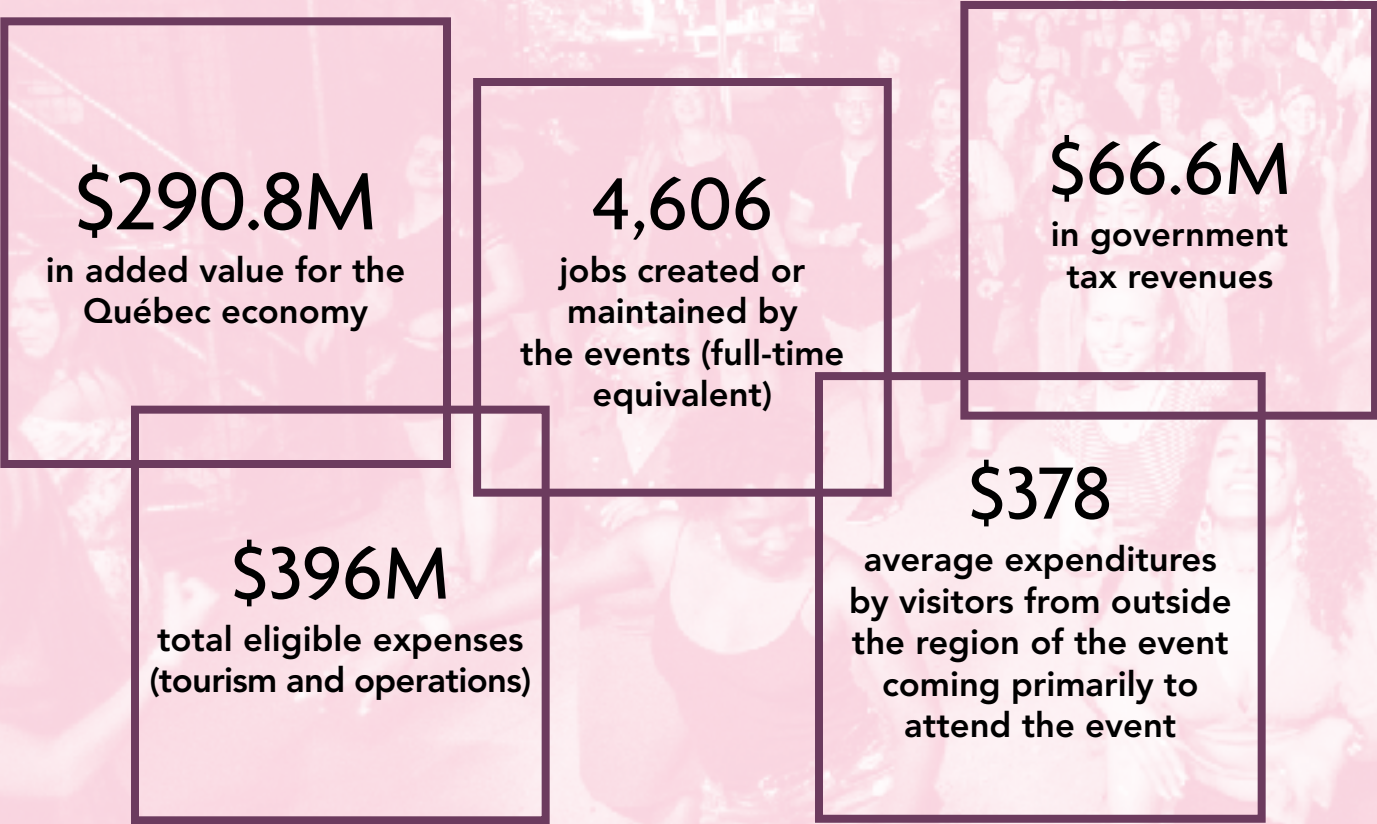 $290.8M
in added value for the
Québec economy
4,606
jobs created or
maintained by
the events (full-time
equivalent)
$66.6M
in government
tax revenues
$396M
total eligible expenses
(tourism and operations)
$378
average expenditures
by visitors from outside
the region of the event
coming primarily to
attend the event